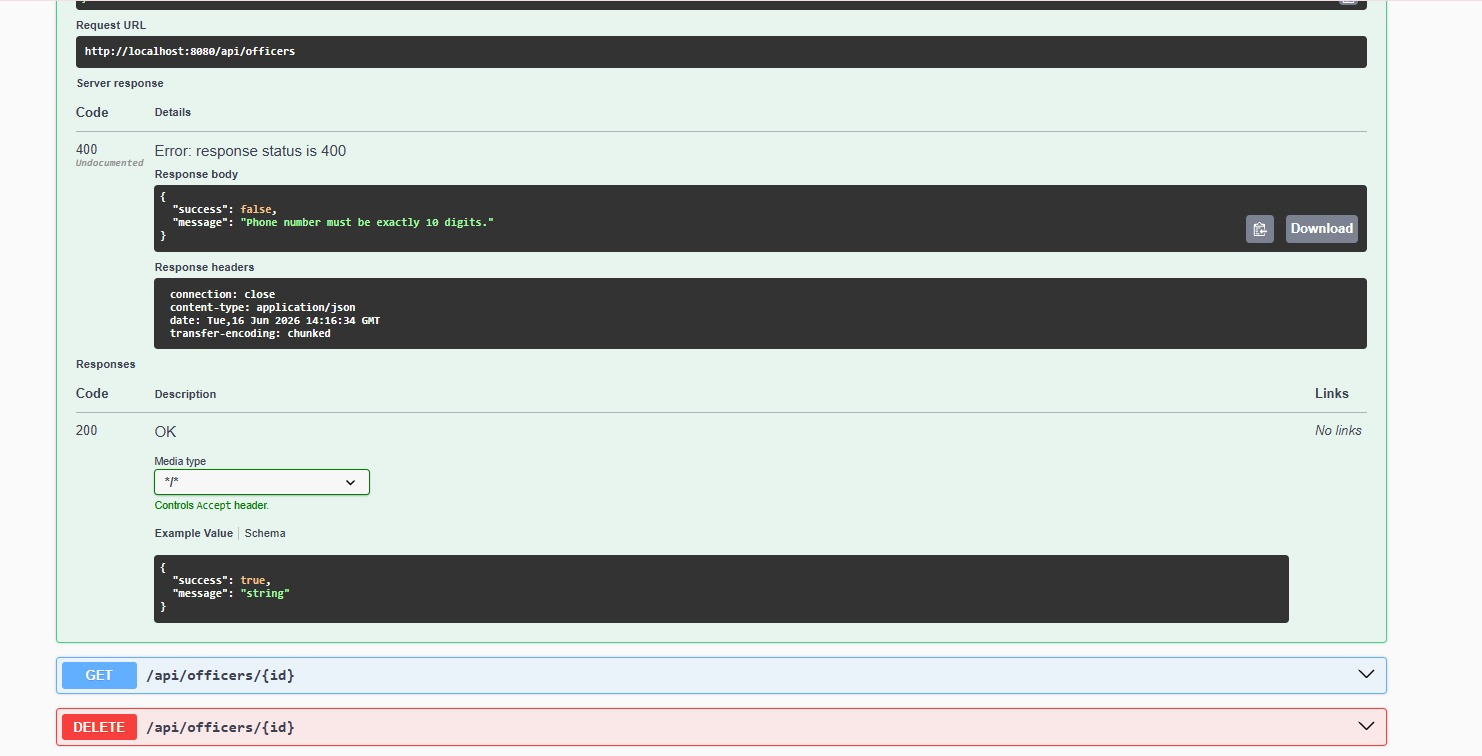 Request URL
http://localhost:8080/api/officers
Server response
Code Details
400 Error: response status is 400
Undocumented
Response body
{
"success": false,
"message": "Phone number must be exactly 10 digits."
}
Download
Response headers
connection: close
content-type: application/json
date: Tue,16 Jun 2026 14:16:34 GMT
transfer-encoding: chunked
Responses
Code Description Links
200 OK No links
Media type
*/*
Controls Accept header.
Example Value Schema
{
"success": true,
"message": "string"
}
GET /api/officers/{id}
DELETE /api/officers/{id}